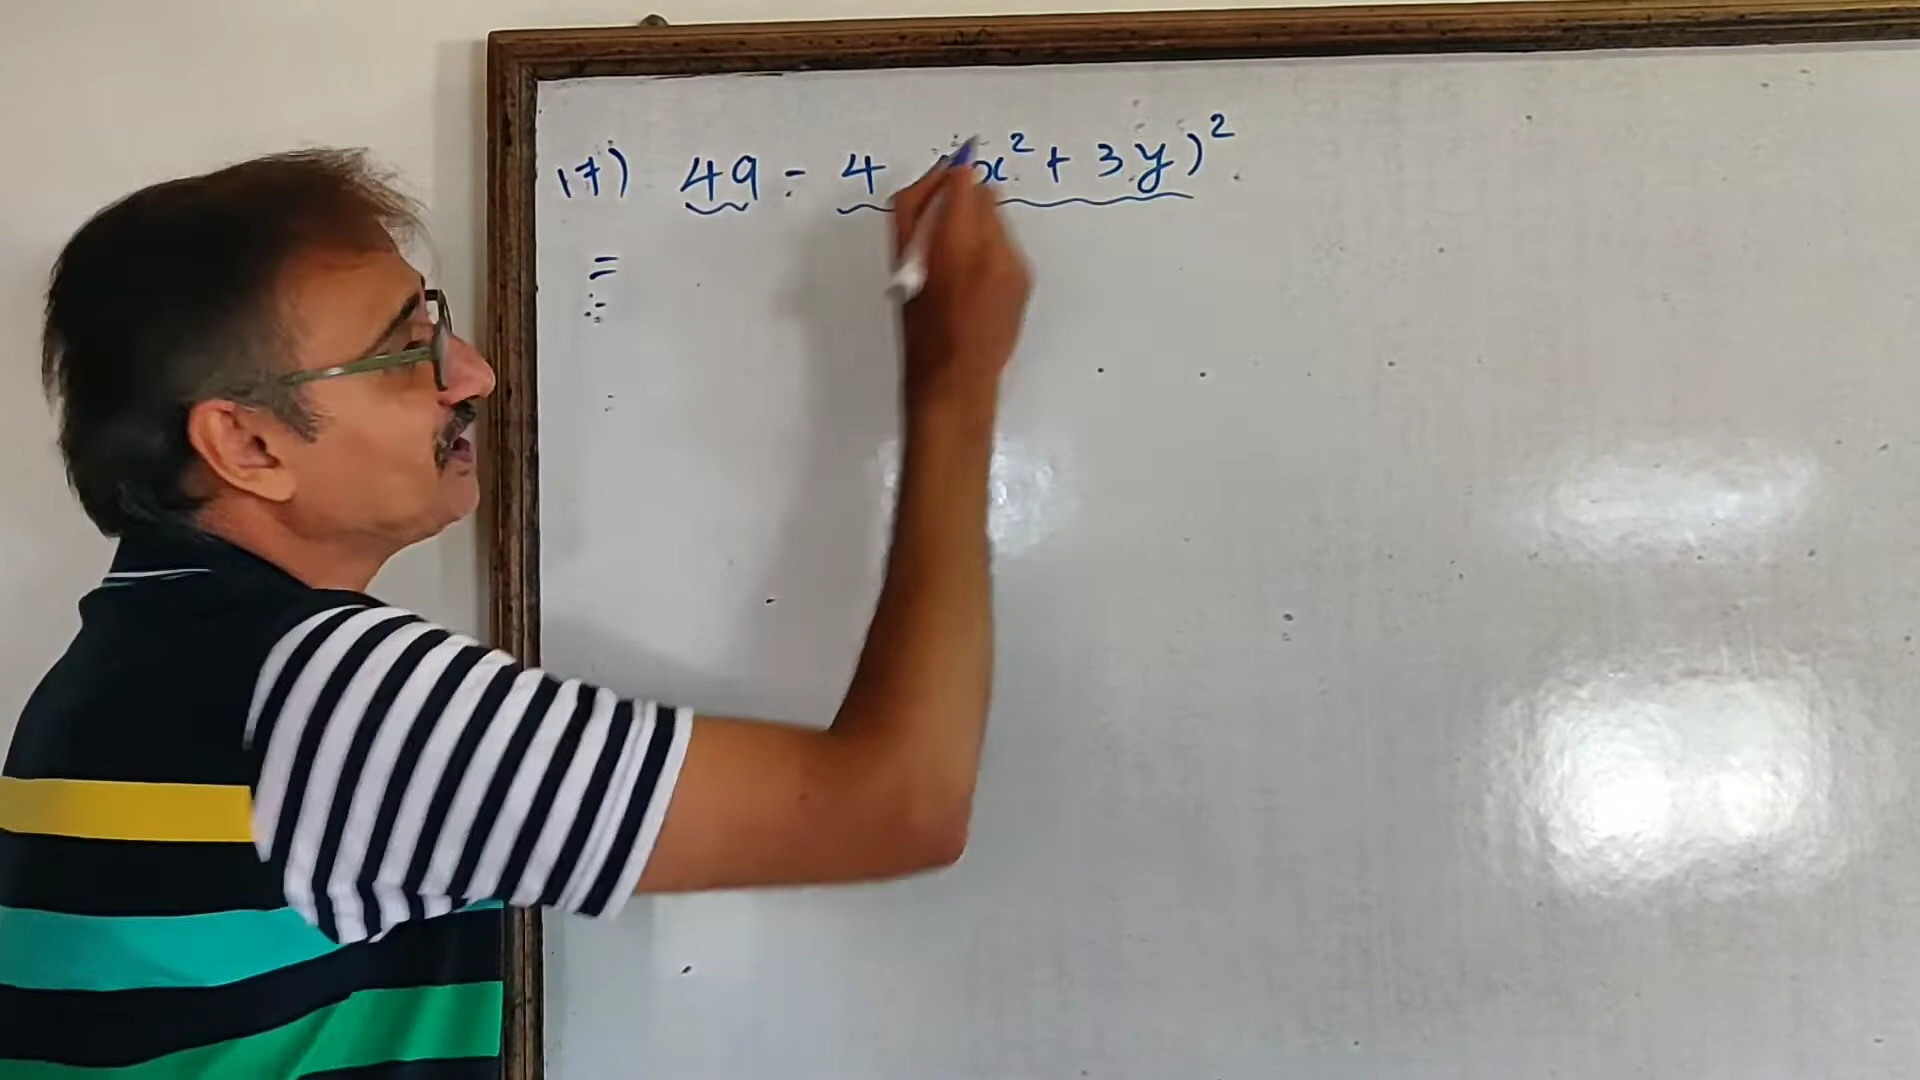 17) 49 - 4 x² + 3y)²
=